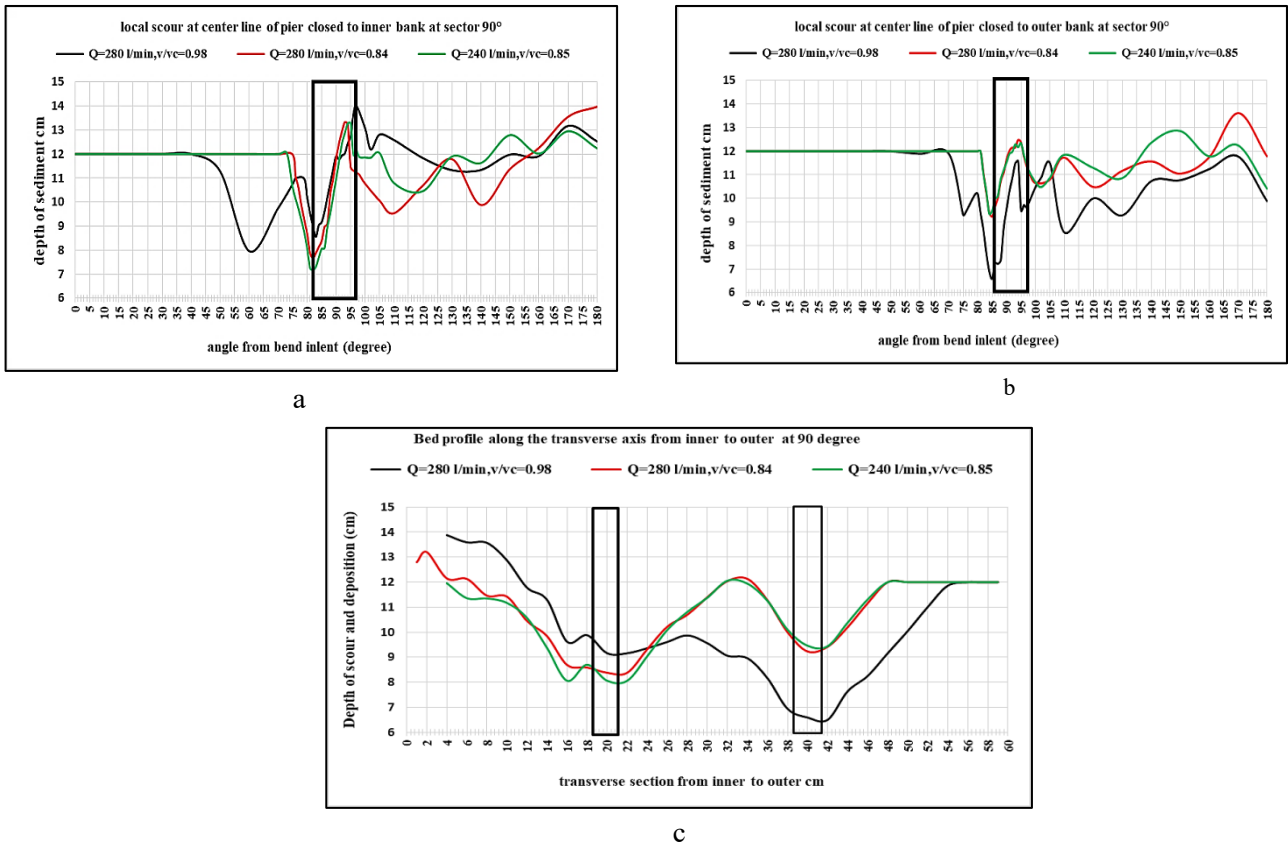 local scour at center line of pier closed to inner bank at sector 90°
Q=280 l/min,v/vc=0.98 Q=280 l/min,v/vc=0.84 Q=240 l/min,v/vc=0.85
depth of sediment cm
15
14
13
12
11
10
9
8
7
6
0 5 10 15 20 25 30 35 40 45 50 55 60 65 70 75 80 85 90 95 100 105 110 115 120 125 130 135 140 145 150 155 160 165 170 175 180
angle from bend inlent (degree)
a
local scour at center line of pier closed to outer bank at sector 90°
Q=280 l/min,v/vc=0.98 Q=280 l/min,v/vc=0.84 Q=240 l/min,v/vc=0.85
depth of sediment cm
15
14
13
12
11
10
9
8
7
6
0 5 10 15 20 25 30 35 40 45 50 55 60 65 70 75 80 85 90 95 100 105 110 115 120 125 130 135 140 145 150 155 160 165 170 175 180
angle from bend inlent (degree)
b
Bed profile along the transverse axis from inner to outer at 90 degree
Q=280 l/min,v/vc=0.98 Q=280 l/min,v/vc=0.84 Q=240 l/min,v/vc=0.85
Depth of scour and deposition (cm)
15
14
13
12
11
10
9
8
7
6
0 2 4 6 8 10 12 14 16 18 20 22 24 26 28 30 32 34 36 38 40 42 44 46 48 50 52 54 56 58 60
transverse section from inner to outer cm
c